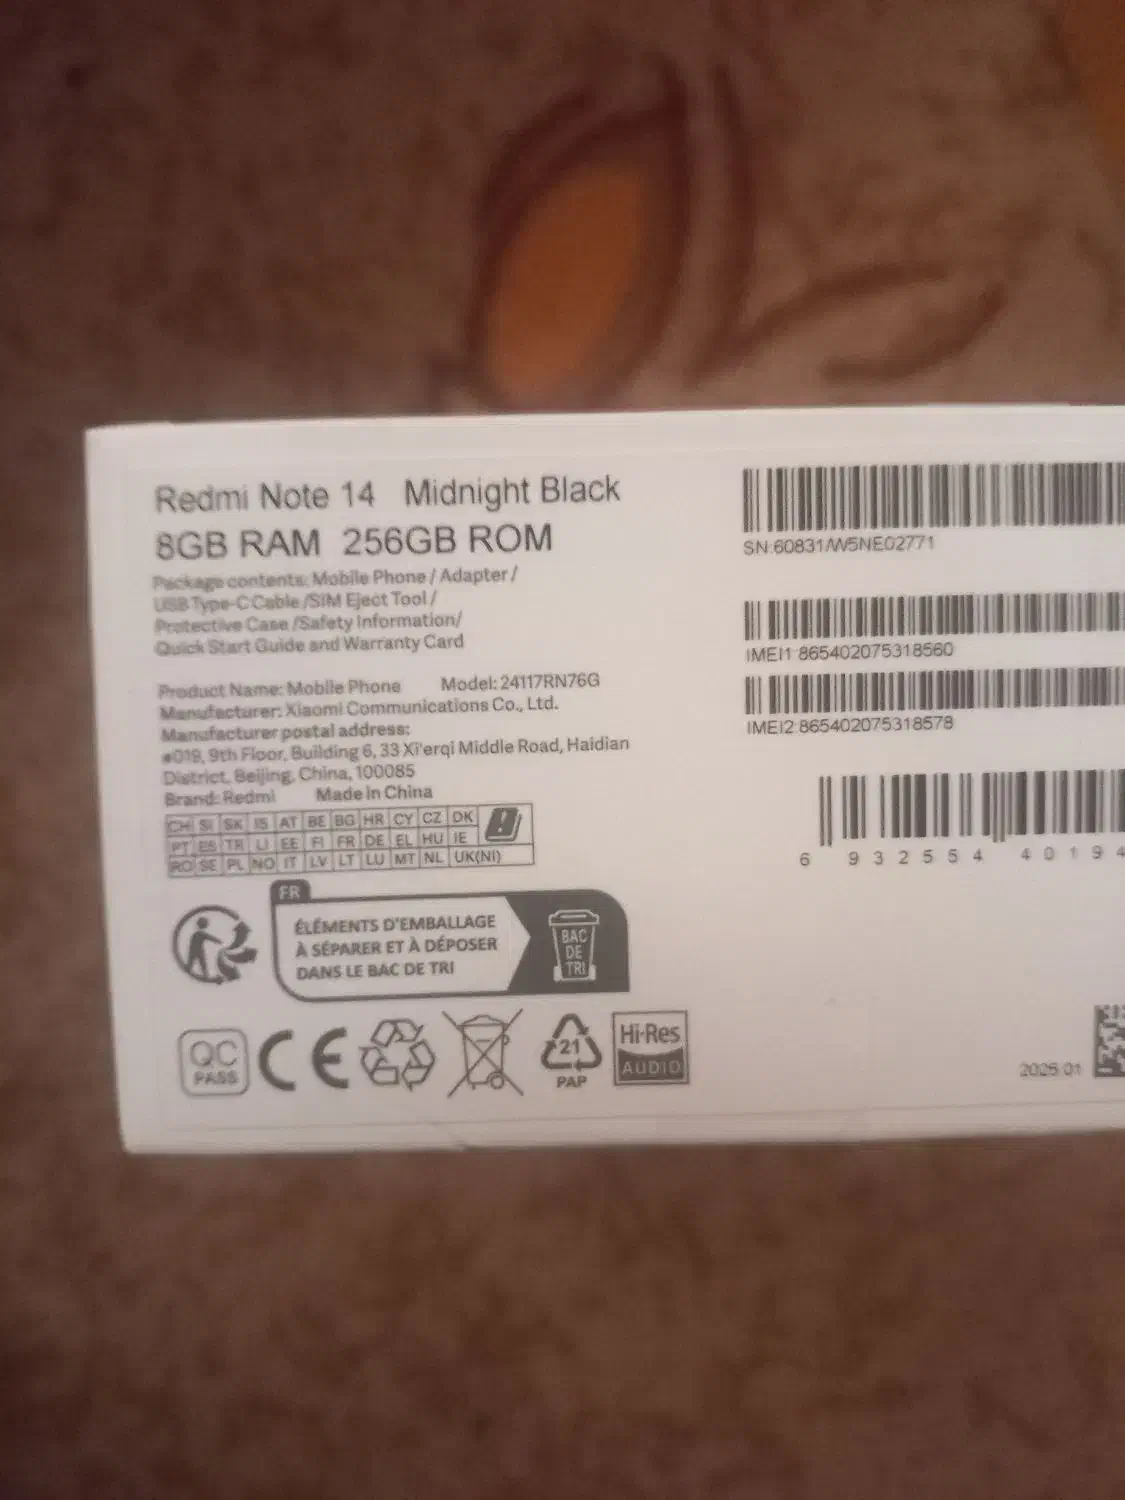 Redmi Note 14 Midnight Black
8GB RAM 256GB ROM
Package contents: Mobile Phone / Adapter /
USB Type-C Cable /SIM Eject Tool /
Protective Case /Safety Information/
Quick Start Guide and Warranty Card
Product Name: Mobile Phone Model: 24117RN76G
Manufacturer: Xiaomi Communications Co., Ltd.
Manufacturer postal address:
#019, 9th Floor, Building 6, 33 Xi'erqi Middle Road, Haidian
District, Beijing, China, 100085
Brand: Redmi Made in China
CH SI SK IS AT BE BG HR CY CZ DK
PT ES TR LI EE FI FR DE EL HU IE
RO SE PL NO IT LV LT LU MT NL UK(NI)
FR
ÉLÉMENTS D'EMBALLAGE
À SÉPARER ET À DÉPOSER
DANS LE BAC DE TRI
BAC
DE
TRI
QC
PASS
CE
21
PAP
Hi-Res
AUDIO
SN:60831/W5NE02771
IMEI1:865402075318560
IMEI2:865402075318578
6 932554 40194
2025.01